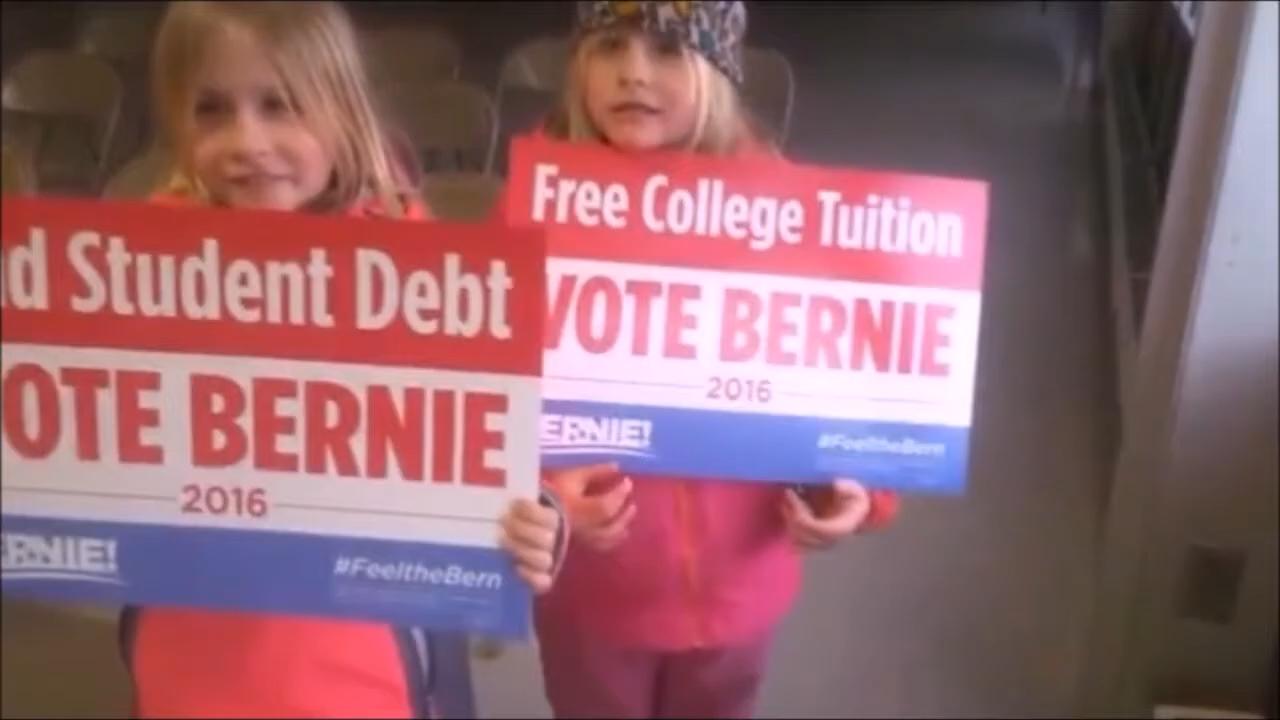 d Student Debt
OTE BERNIE
2016
ERNIE!
#FeeltheBern
Free College Tuition
VOTE BERNIE
2016
ERNIE!
#FeeltheBern